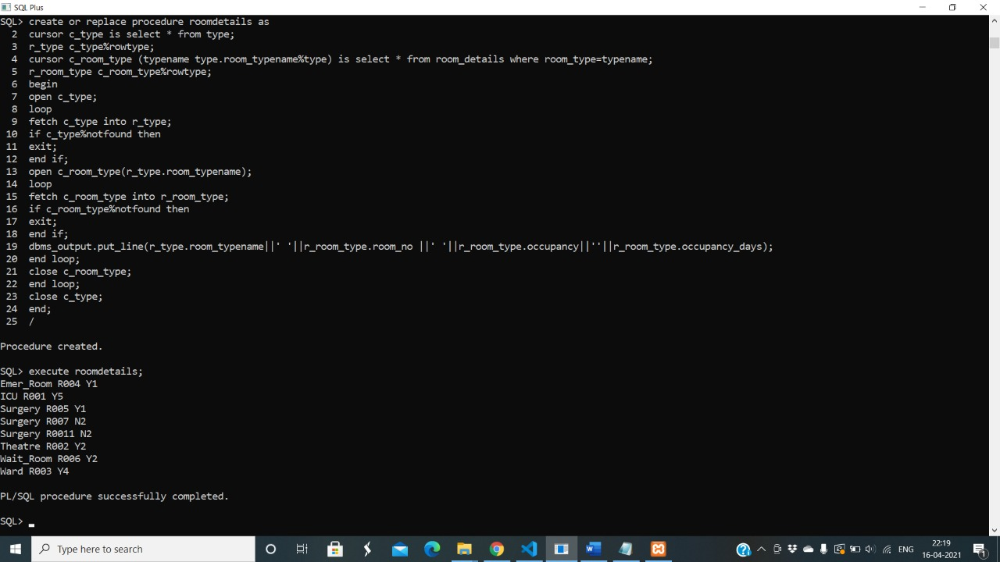 SQL Plus
SQL> create or replace procedure roomdetails as
2 cursor c_type is select * from type;
3 r_type c_type%rowtype;
4 cursor c_room_type (typename type.room_typename%type) is select * from room_details where room_type=typename;
5 r_room_type c_room_type%rowtype;
6 begin
7 open c_type;
8 loop
9 fetch c_type into r_type;
10 if c_type%notfound then
11 exit;
12 end if;
13 open c_room_type(r_type.room_typename);
14 loop
15 fetch c_room_type into r_room_type;
16 if c_room_type%notfound then
17 exit;
18 end if;
19 dbms_output.put_line(r_type.room_typename||' '||r_room_type.room_no ||' '||r_room_type.occupancy||''||r_room_type.occupancy_days);
20 end loop;
21 close c_room_type;
22 end loop;
23 close c_type;
24 end;
25 /
Procedure created.
SQL> execute roomdetails;
Emer_Room R004 Y1
ICU R001 Y5
Surgery R005 Y1
Surgery R007 N2
Surgery R0011 N2
Theatre R002 Y2
Wait_Room R006 Y2
Ward R003 Y4
PL/SQL procedure successfully completed.
SQL>
Type here to search
ENG
22:19
16-04-2021